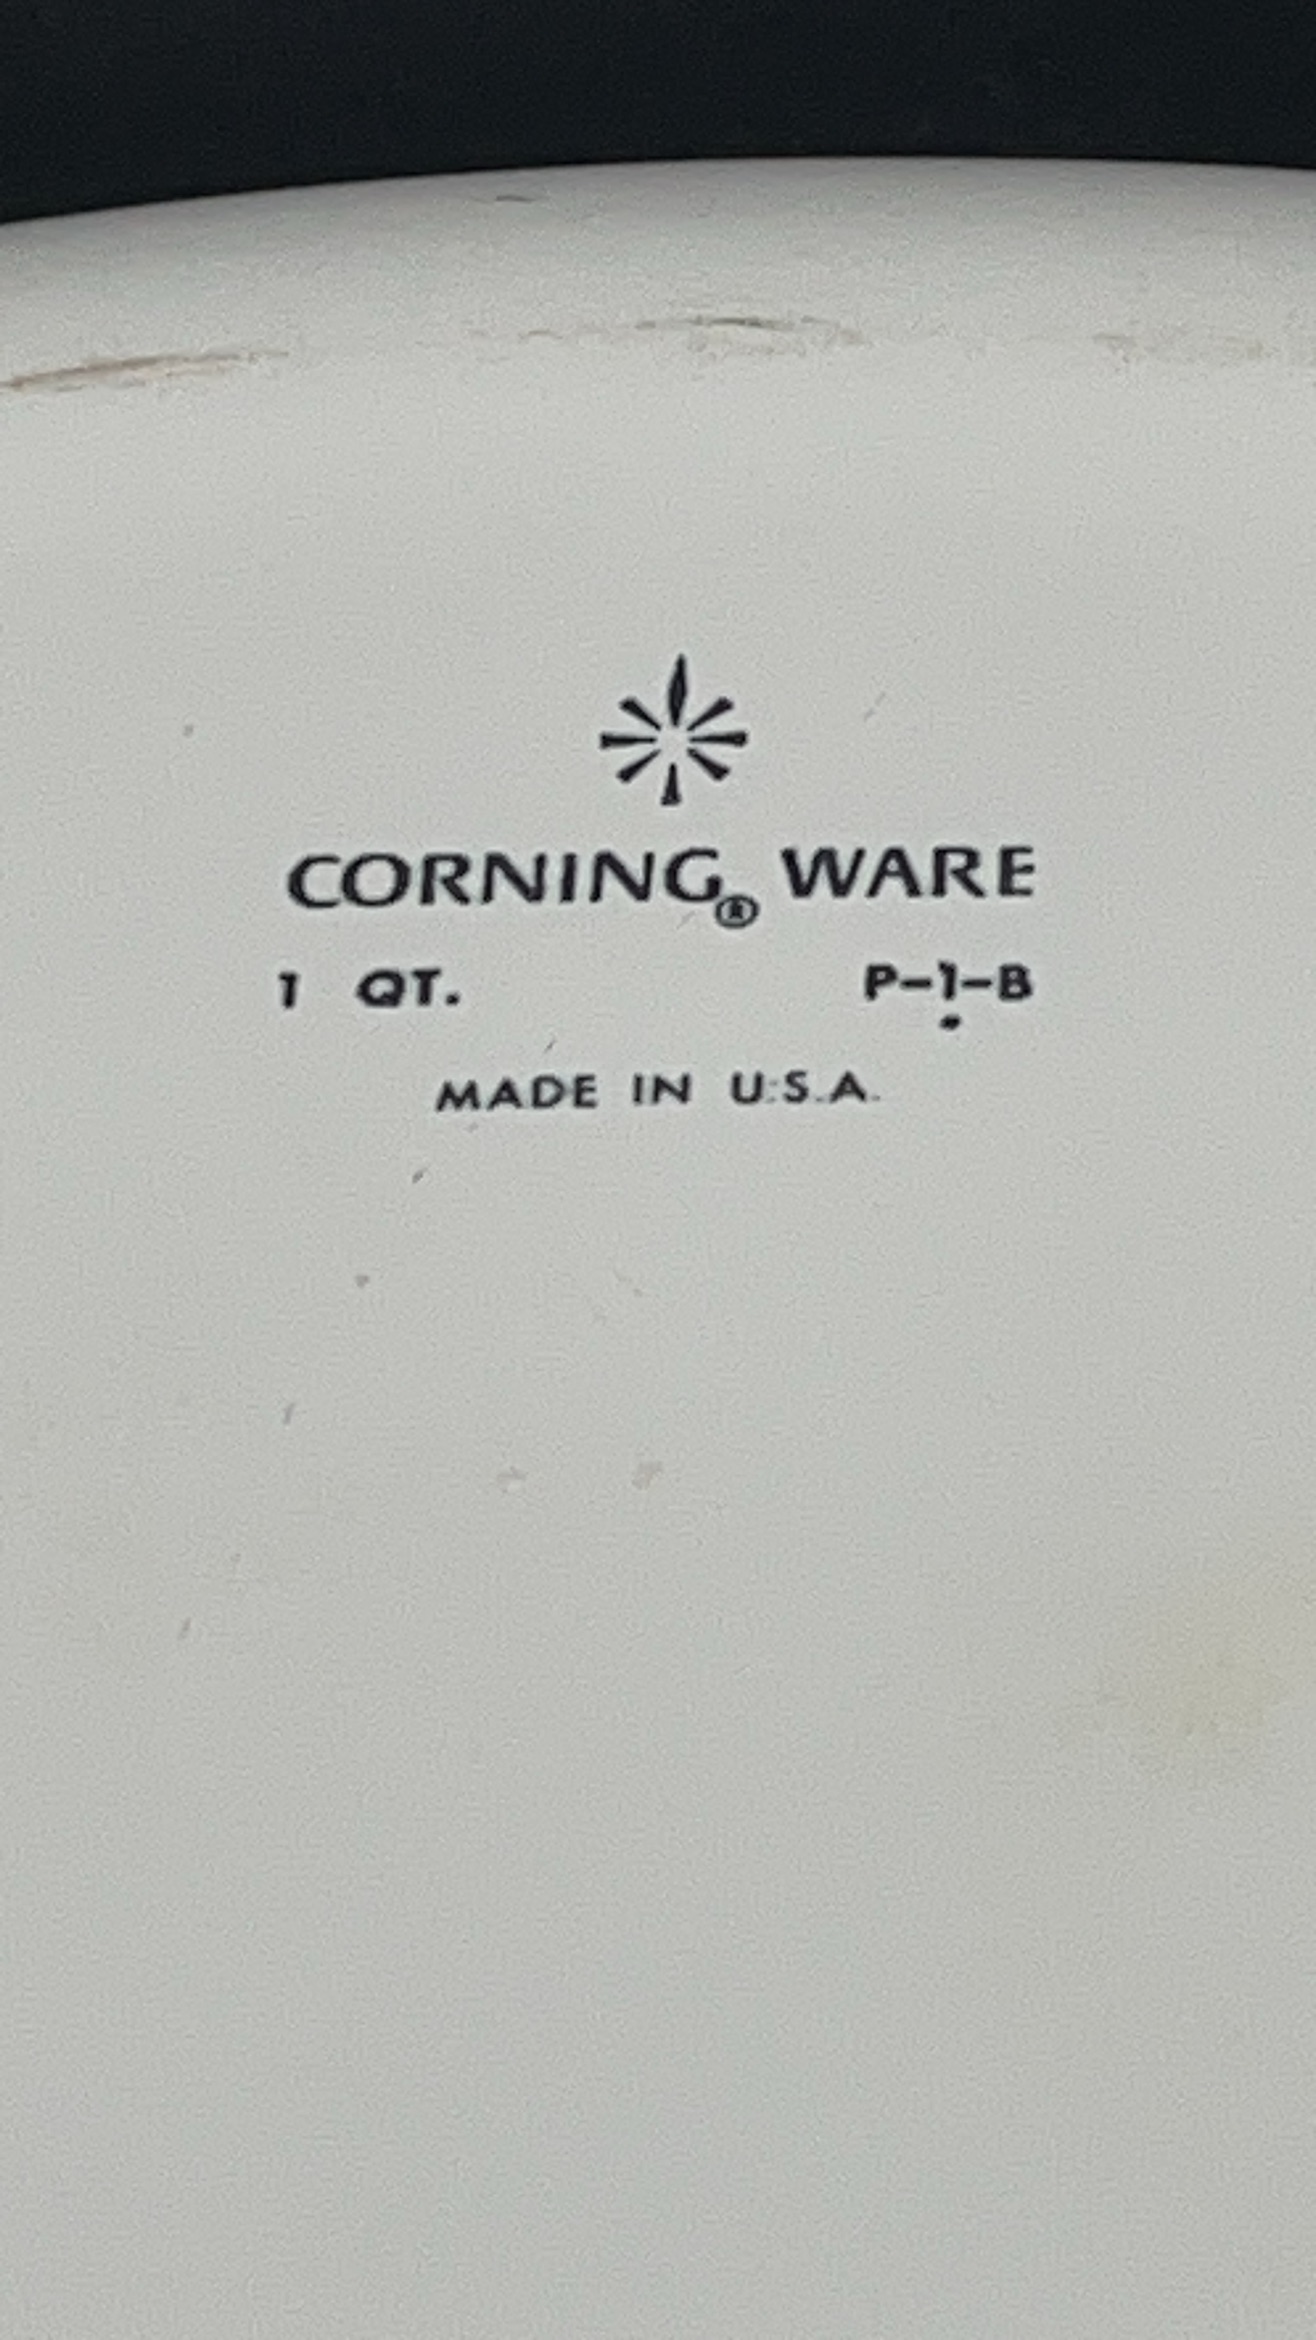 CORNING® WARE
1 QT. P-1-B
MADE IN U.S.A.